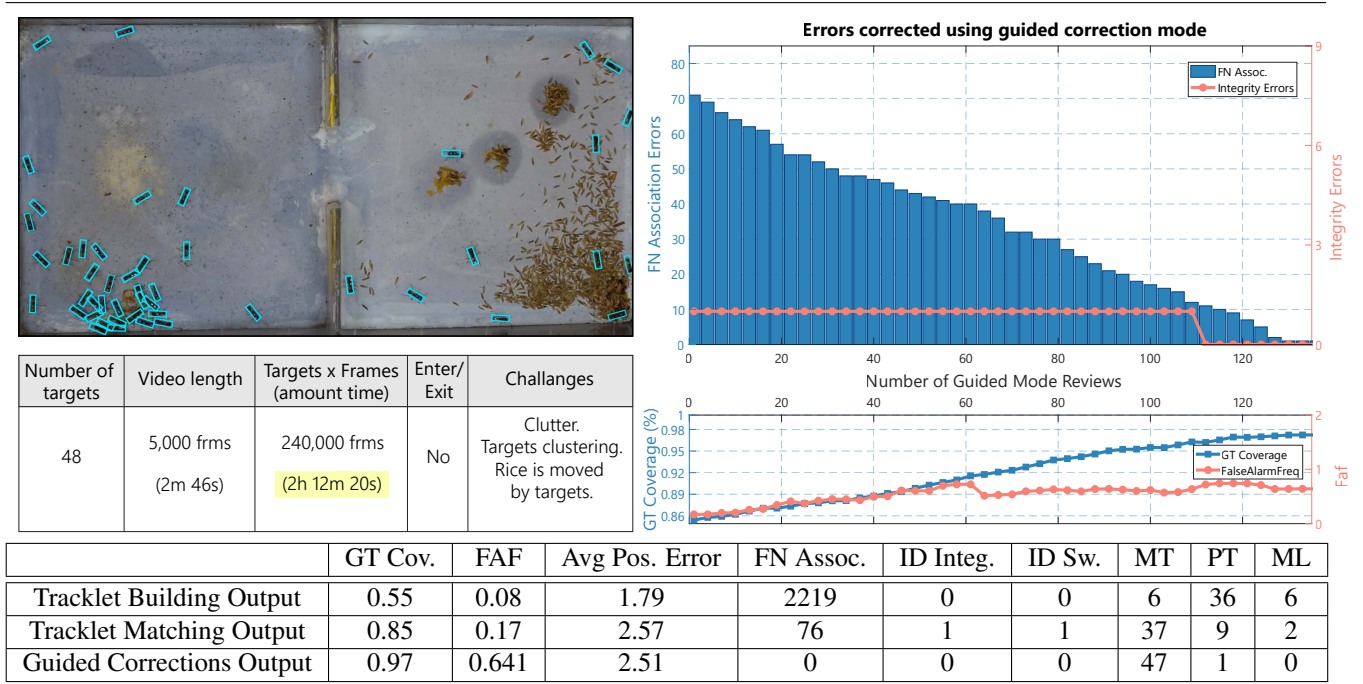 Errors corrected using guided correction mode
FN Association Errors
80
70
60
50
40
30
20
10
0
FN Assoc.
Integrity Errors
9
6
3
0
Integrity Errors
0 20 40 60 80 100 120
Number of Guided Mode Reviews
0 20 40 60 80 100 120
GT Coverage (%)
1
0.98
0.95
0.92
0.89
0.86
GT Coverage
FalseAlarmFreq
2
1
0
Faf
Number of targets Video length Targets x Frames (amount time) Enter/ Exit Challanges
48 5,000 frms (2m 46s) 240,000 frms (2h 12m 20s) No Clutter. Targets clustering. Rice is moved by targets.
GT Cov. FAF Avg Pos. Error FN Assoc. ID Integ. ID Sw. MT PT ML
Tracklet Building Output 0.55 0.08 1.79 2219 0 0 6 36 6
Tracklet Matching Output 0.85 0.17 2.57 76 1 1 37 9 2
Guided Corrections Output 0.97 0.641 2.51 0 0 0 47 1 0